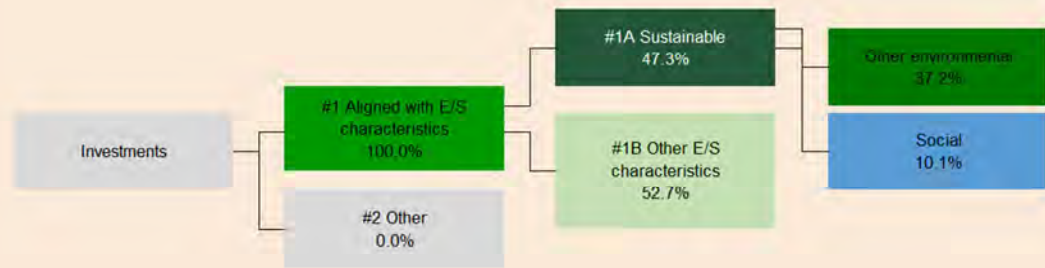 Investments
#1 Aligned with E/S
characteristics
100,0%
#2 Other
0.0%
#1A Sustainable
47.3%
#1B Other E/S
characteristics
52.7%
Other environmental
37.2%
Social
10.1%